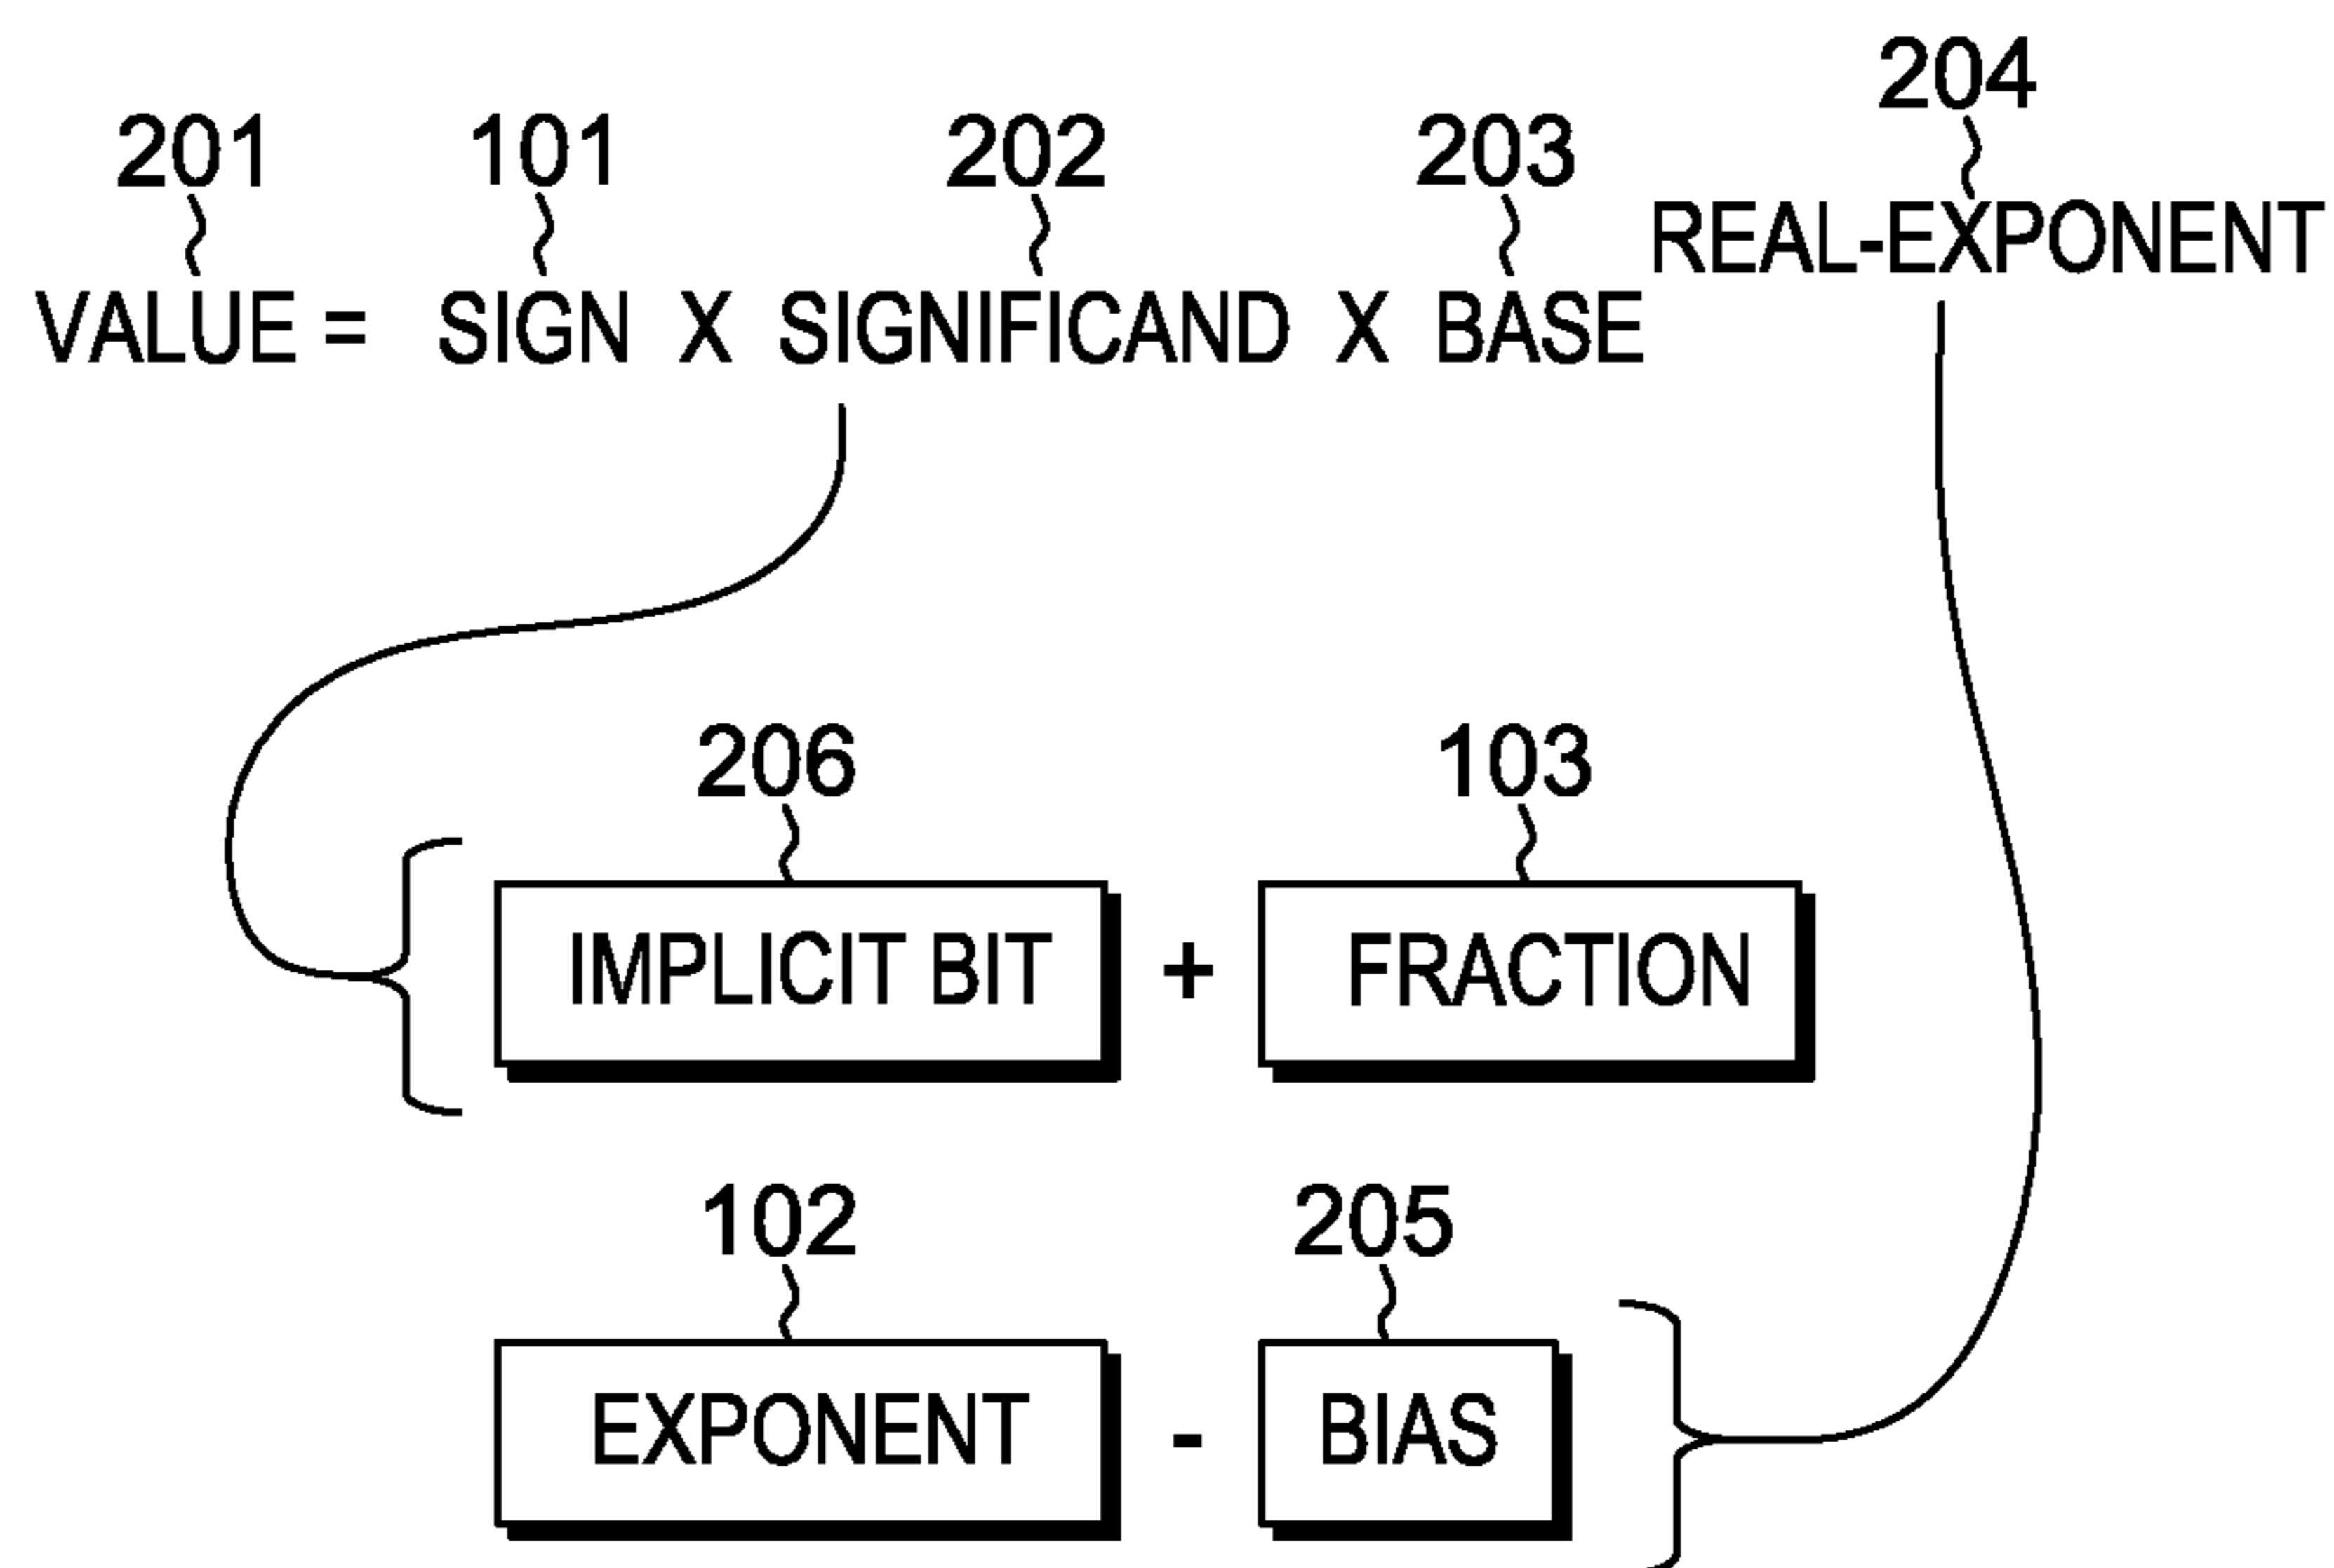 204
201 101 202 203
REAL-EXPONENT
VALUE = SIGN X SIGNIFICAND X BASE
206 103
IMPLICIT BIT + FRACTION
102 205
EXPONENT - BIAS